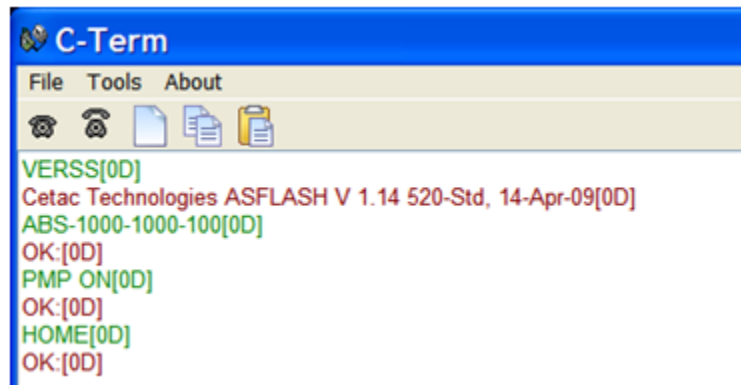 C-Term
File Tools About
VERSS[0D]
Cetac Technologies ASFLASH V 1.14 520-Std, 14-Apr-09[0D]
ABS-1000-1000-100[0D]
OK:[0D]
PMP ON[0D]
OK:[0D]
HOME[0D]
OK:[0D]